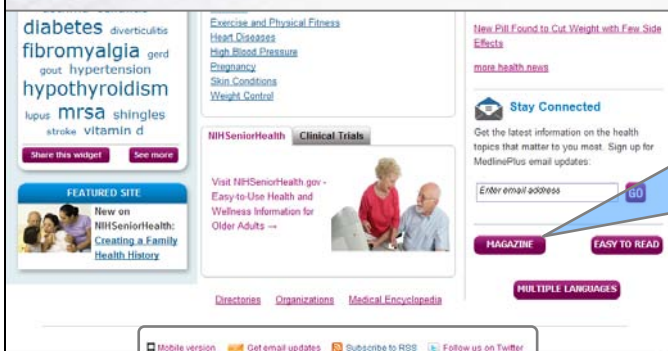 diabetes diverticulitis
fibromyalgia gerd
gout hypertension
hypothyroidism
lupus mrsa shingles
stroke vitamin d
Share this widget See more
FEATURED SITE
New on
NIHSeniorHealth:
Creating a Family
Health History
Exercise and Physical Fitness
Heart Diseases
High Blood Pressure
Pregnancy
Skin Conditions
Weight Control
NIHSeniorHealth Clinical Trials
Visit NIHSeniorHealth.gov -
Easy-to-Use Health and
Wellness Information for
Older Adults →
New Pill Found to Cut Weight with Few Side
Effects
more health news
Stay Connected
Get the latest information on the health
topics that matter to you most. Sign up for
MedlinePlus email updates:
Enter email address GO
MAGAZINE EASY TO READ
MULTIPLE LANGUAGES
Directories Organizations Medical Encyclopedia
Mobile version Get email updates Subscribe to RSS Follow us on Twitter